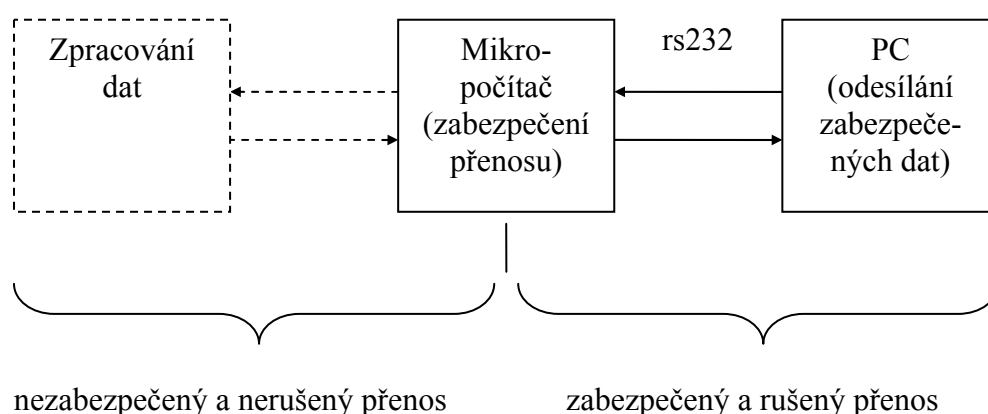 Zpracování
dat
Mikro-
počítač
(zabezpečení
přenosu)
rs232
PC
(odesílání
zabezpeče-
ných dat)
nezabezpečený a nerušený přenos
zabezpečený a rušený přenos